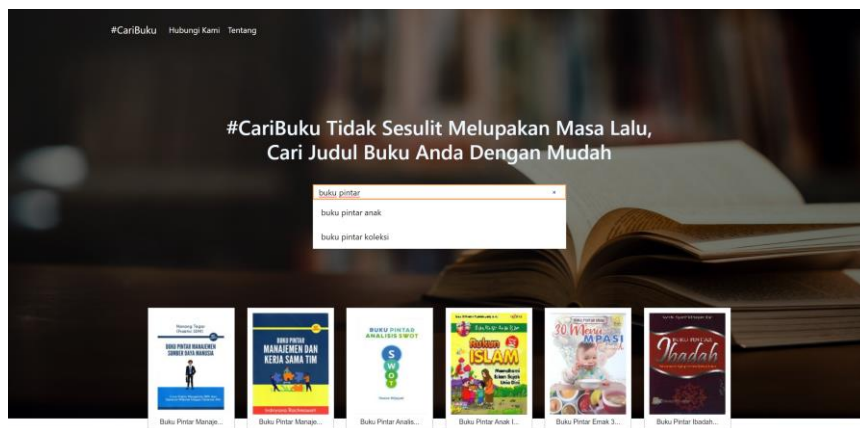 #CariBuku Hubungi Kami Tentang
#CariBuku Tidak Sesulit Melupakan Masa Lalu,
Cari Judul Buku Anda Dengan Mudah
buku pintar
buku pintar anak
buku pintar koleksi
BUKU PINTAR MANAJEMEN
SUMBER DAYA MANUSIA
BUKU PINTAR
MANAJEMEN DAN
KERJA SAMA TIM
BUKU PINTAR
ANALISIS SWOT
S
W
O
T
Rukun
ISLAM
30 Menu
MPASI
BUKU PINTAR
Ibadah
Buku Pintar Manaje...
Buku Pintar Manaje...
Buku Pintar Analis...
Buku Pintar Anak I...
Buku Pintar Emak 3...
Buku Pintar Ibadah...